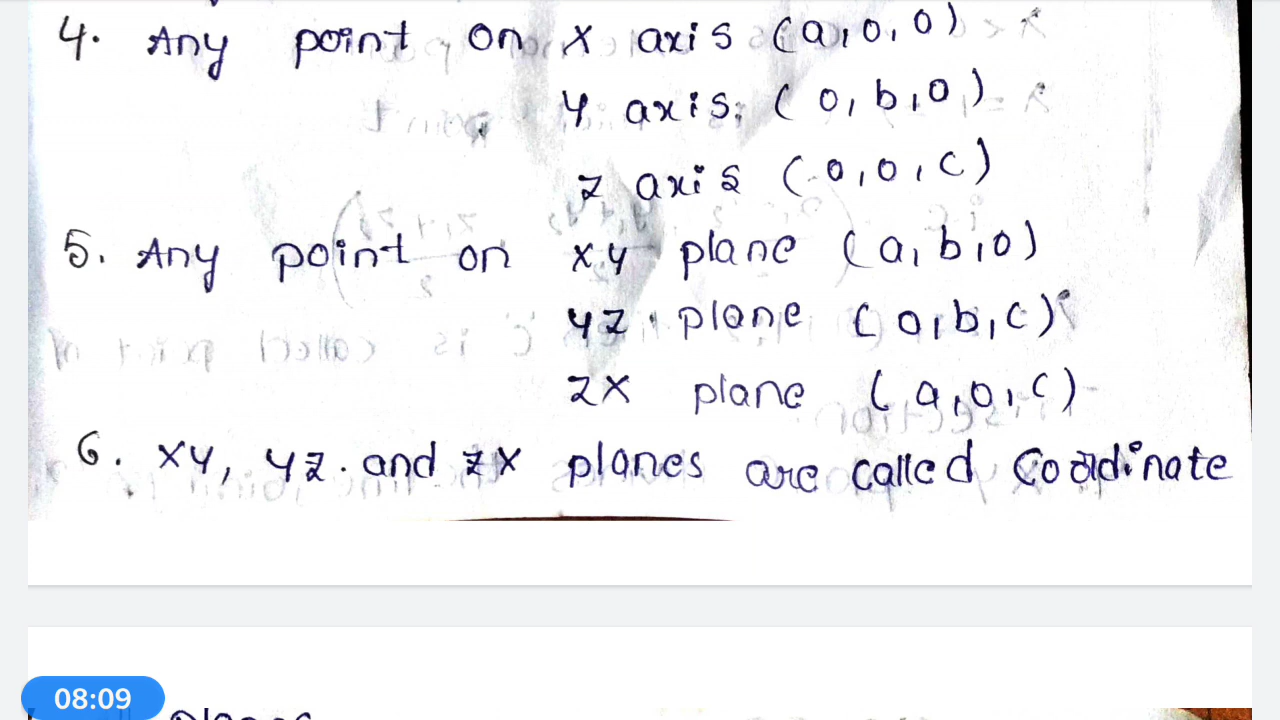 4. Any point on x axis (a,0,0)
y axis. (0,b,0)
z axis (0,0,c)
5. Any point on xy plane (a,b,0)
yz. plane (0,b,c)
zx plane (a,0,c)
6. xy, yz. and zx planes are called Coordinate
08:09
planes